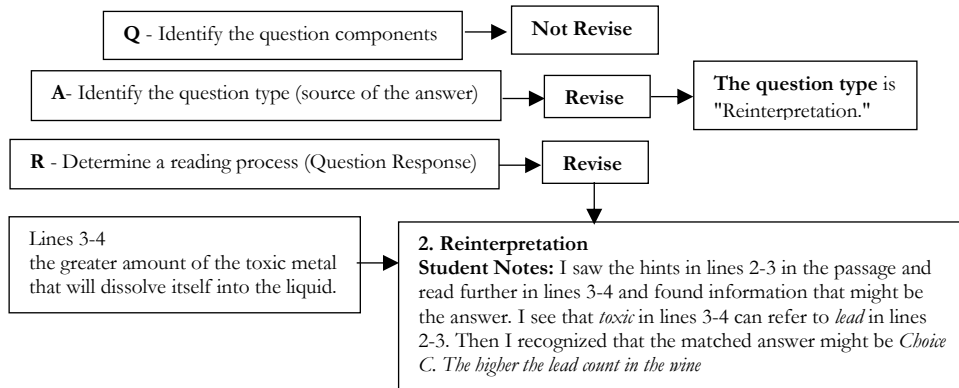 Q - Identify the question components
Not Revise
A- Identify the question type (source of the answer)
Revise
The question type is
"Reinterpretation."
R - Determine a reading process (Question Response)
Revise
Lines 3-4
the greater amount of the toxic metal
that will dissolve itself into the liquid.
2. Reinterpretation
Student Notes: I saw the hints in lines 2-3 in the passage and
read further in lines 3-4 and found information that might be
the answer. I see that toxic in lines 3-4 can refer to lead in lines
2-3. Then I recognized that the matched answer might be Choice
C. The higher the lead count in the wine